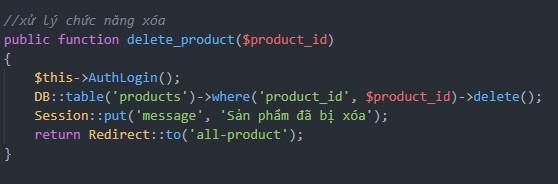 //xử lý chức năng xóa
public function delete_product($product_id)
{
    $this->AuthLogin();
    DB::table('products')->where('product_id', $product_id)->delete();
    Session::put('message', 'Sản phẩm đã bị xóa');
    return Redirect::to('all-product');
}